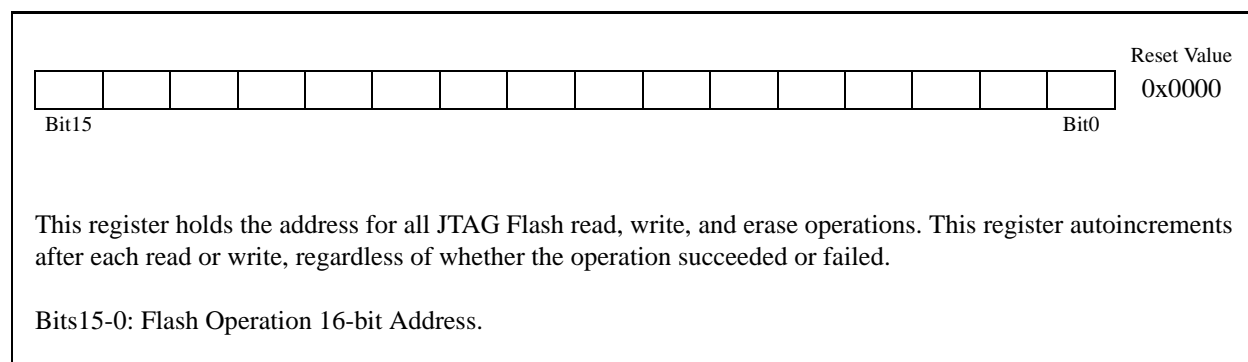 Reset Value
0x0000
Bit15 Bit0
This register holds the address for all JTAG Flash read, write, and erase operations. This register autoincrements
after each read or write, regardless of whether the operation succeeded or failed.
Bits15-0: Flash Operation 16-bit Address.